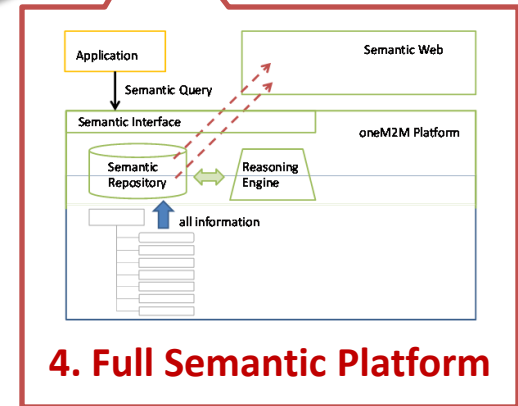 Application
Semantic Web
Semantic Query
Semantic Interface
oneM2M Platform
Semantic
Repository
Reasoning
Engine
all information
4. Full Semantic Platform